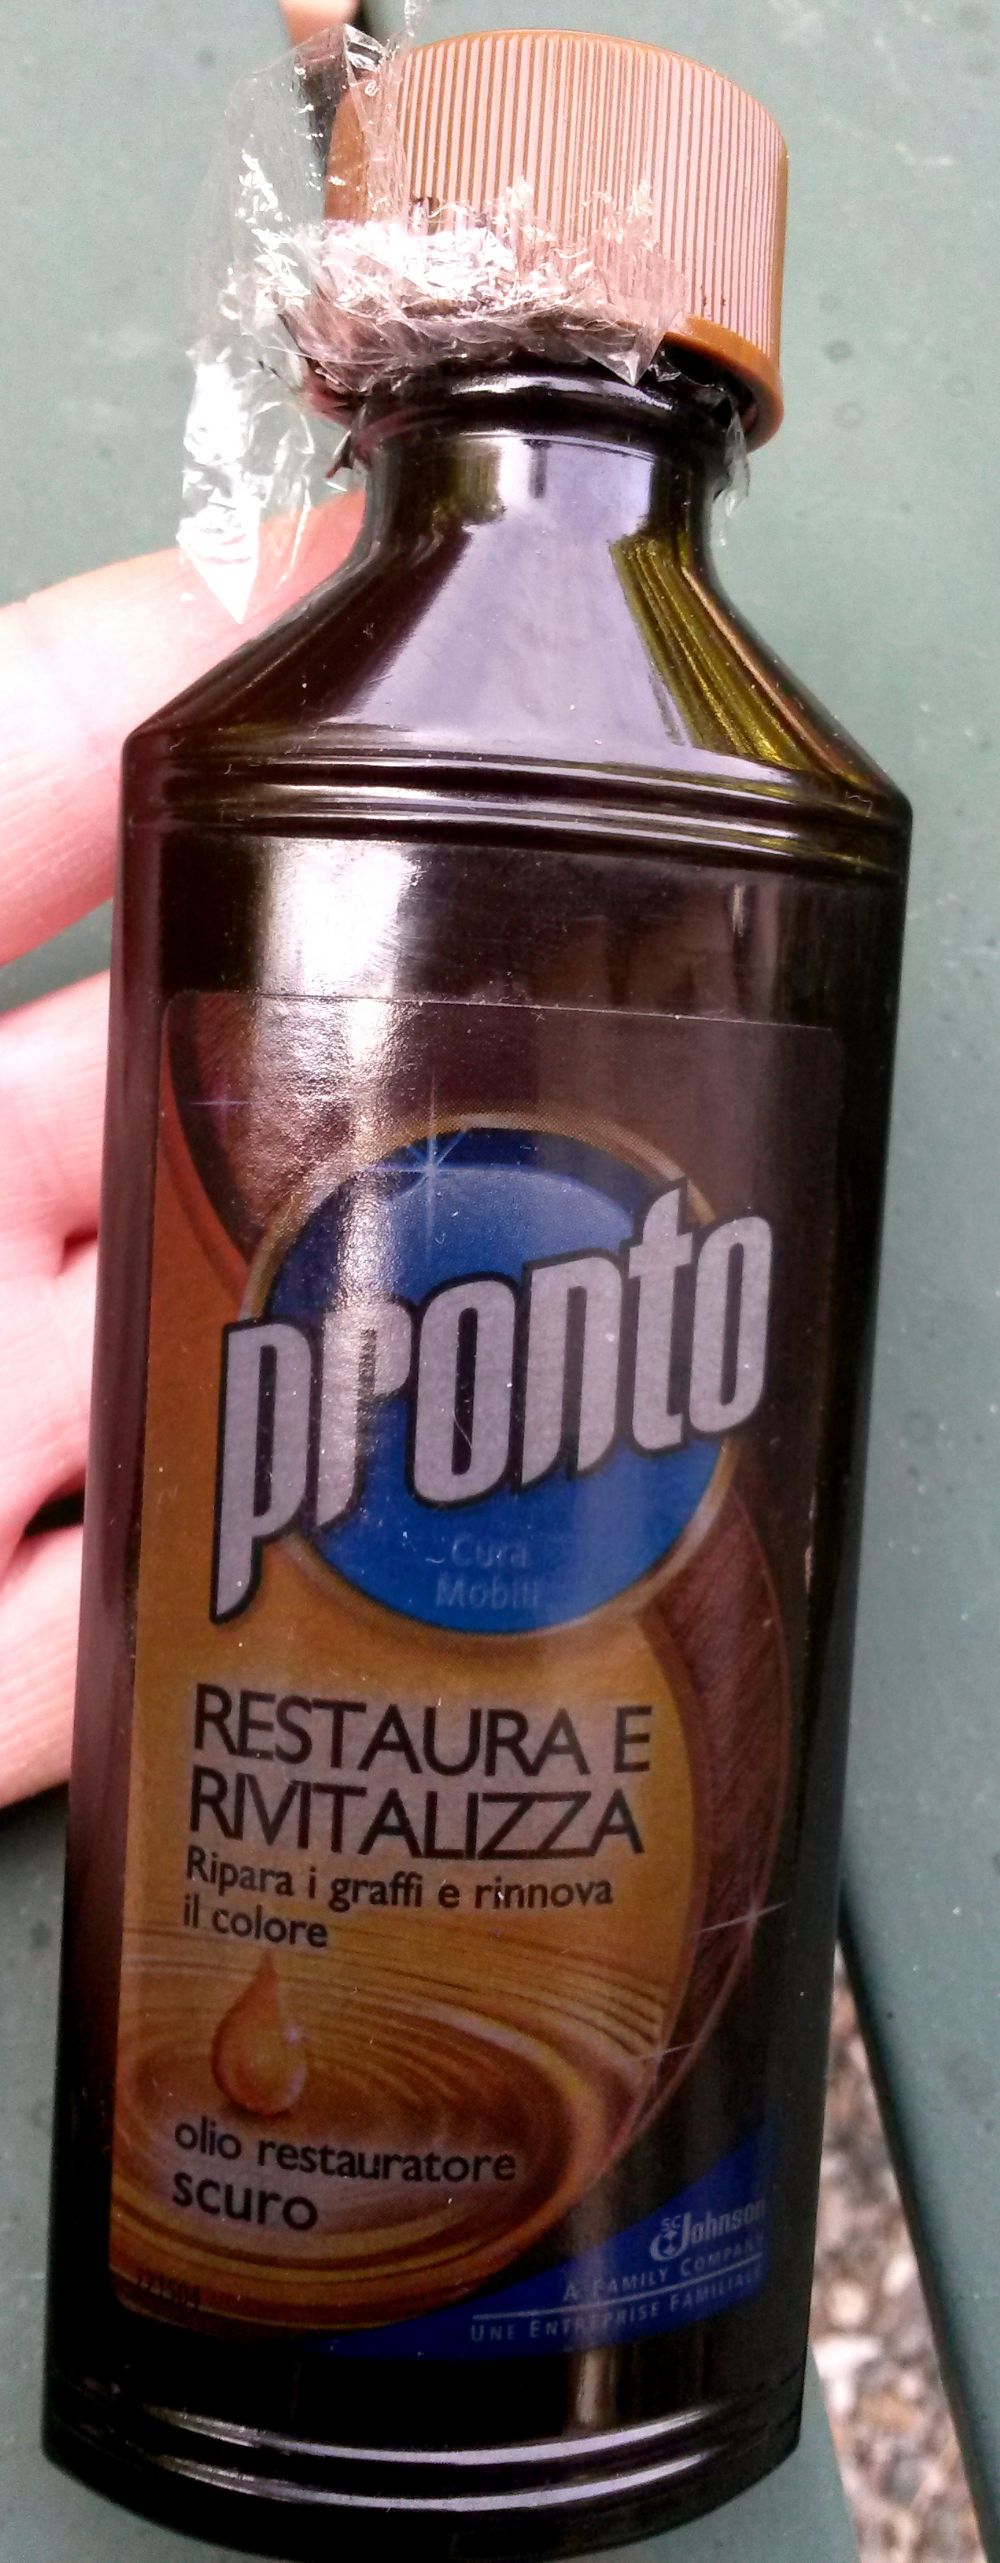 pronto
Cura
Mobili
RESTAURA E
RIVITALIZZA
Ripara i graffi e rinnova
il colore
olio restauratore
scuro
SC Johnson
A FAMILY COMPANY
UNE ENTREPRISE FAMILIALE